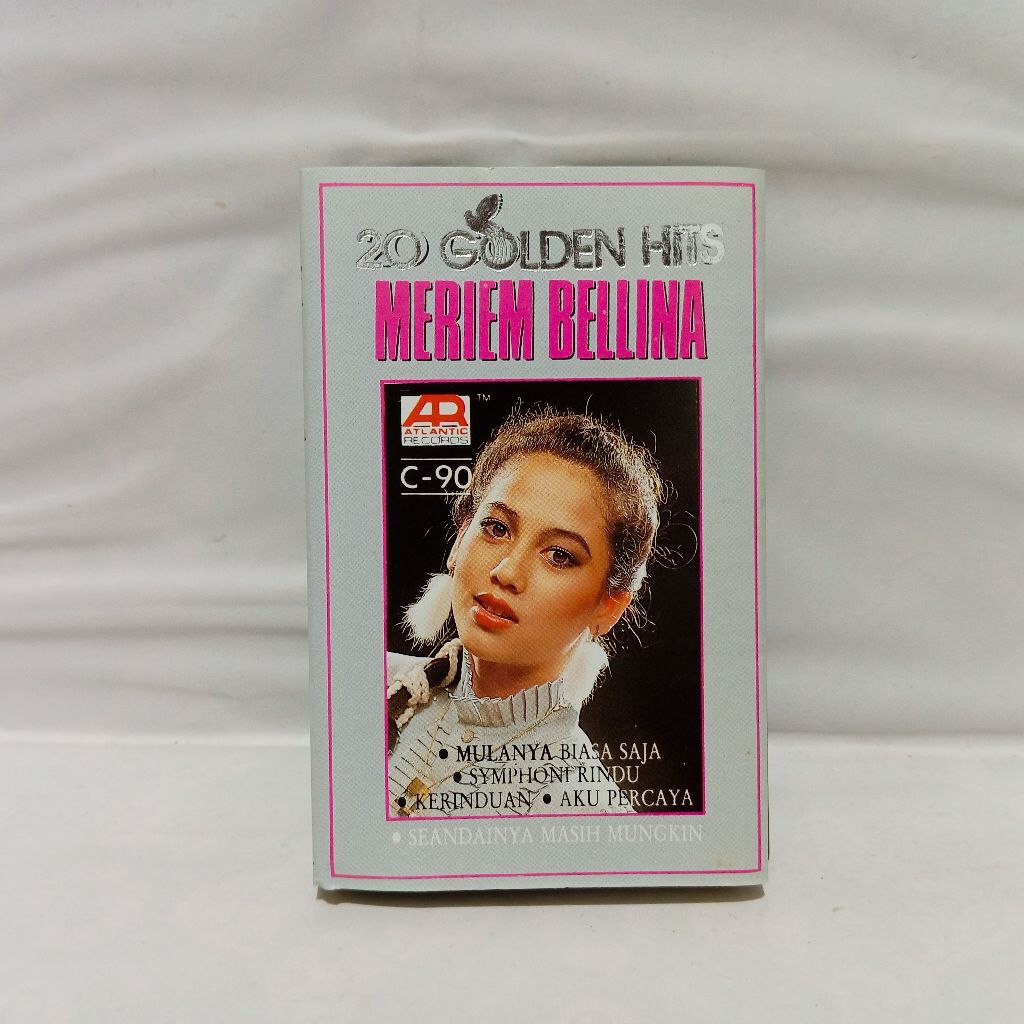 20 GOLDEN HITS
MERIEM BELLINA
AR TM
ATLANTIC
RECORDS
C-90
• MULANYA BIASA SAJA
• SYMPHONI RINDU
• KERINDUAN • AKU PERCAYA
• SEANDAINYA MASIH MUNGKIN